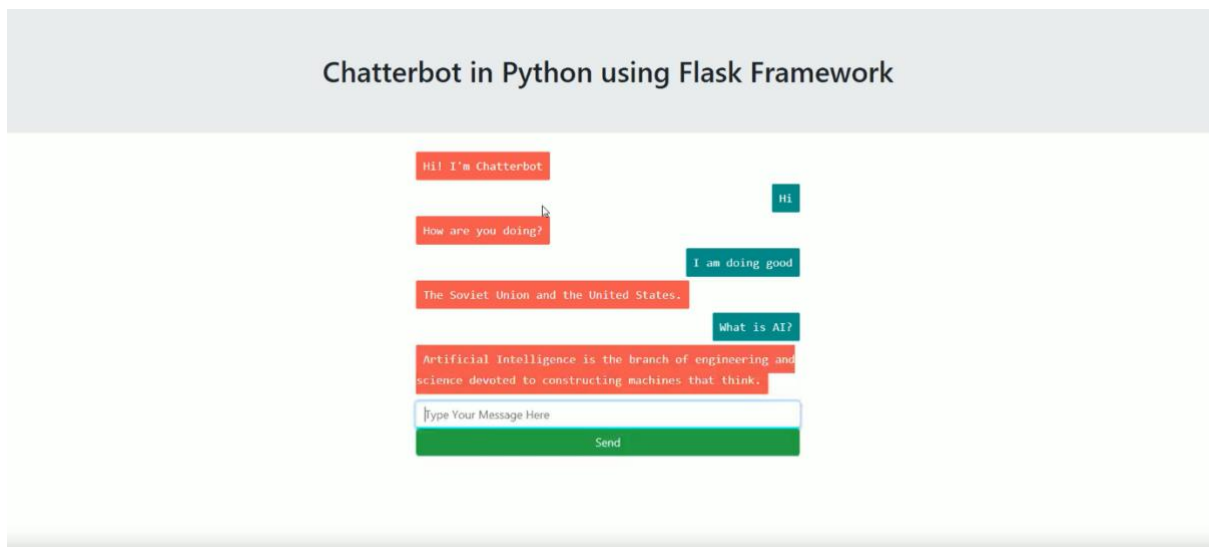 Chatterbot in Python using Flask Framework
Hi! I'm Chatterbot
Hi
How are you doing?
I am doing good
The Soviet Union and the United States.
What is AI?
Artificial Intelligence is the branch of engineering and
science devoted to constructing machines that think.
Type Your Message Here
Send